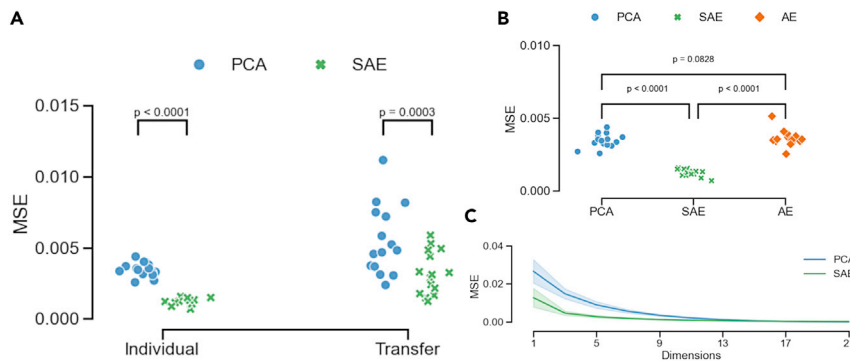 A
PCA SAE
0.015
0.010
0.005
0.000
MSE
p < 0.0001
p = 0.0003
Individual Transfer
B
PCA SAE AE
0.010
0.005
0.000
MSE
p = 0.0828
p < 0.0001 p < 0.0001
PCA SAE AE
C
0.04
0.02
0.00
MSE
SAE
1 5 9 13 17
Dimensions